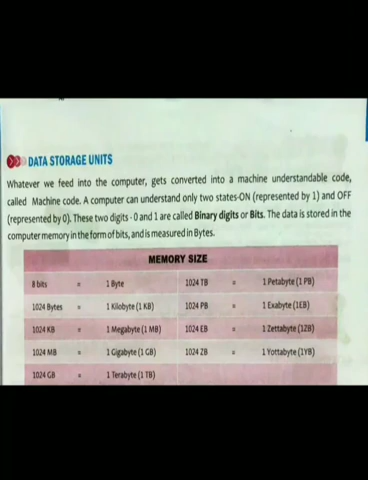 DATA STORAGE UNITS
Whatever we feed into the computer, gets converted into a machine understandable code,
called Machine code. A computer can understand only two states-ON (represented by 1) and OFF
(represented by 0). These two digits - 0 and 1 are called Binary digits or Bits. The data is stored in the
computer memory in the form of bits, and is measured in Bytes.
MEMORY SIZE
8 bits = 1 Byte 1024 TB = 1 Petabyte (1 PB)
1024 Bytes = 1 Kilobyte (1 KB) 1024 PB = 1 Exabyte (1EB)
1024 KB = 1 Megabyte (1 MB) 1024 EB = 1 Zettabyte (1ZB)
1024 MB = 1 Gigabyte (1 GB) 1024 ZB = 1 Yottabyte (1YB)
1024 GB = 1 Terabyte (1 TB)